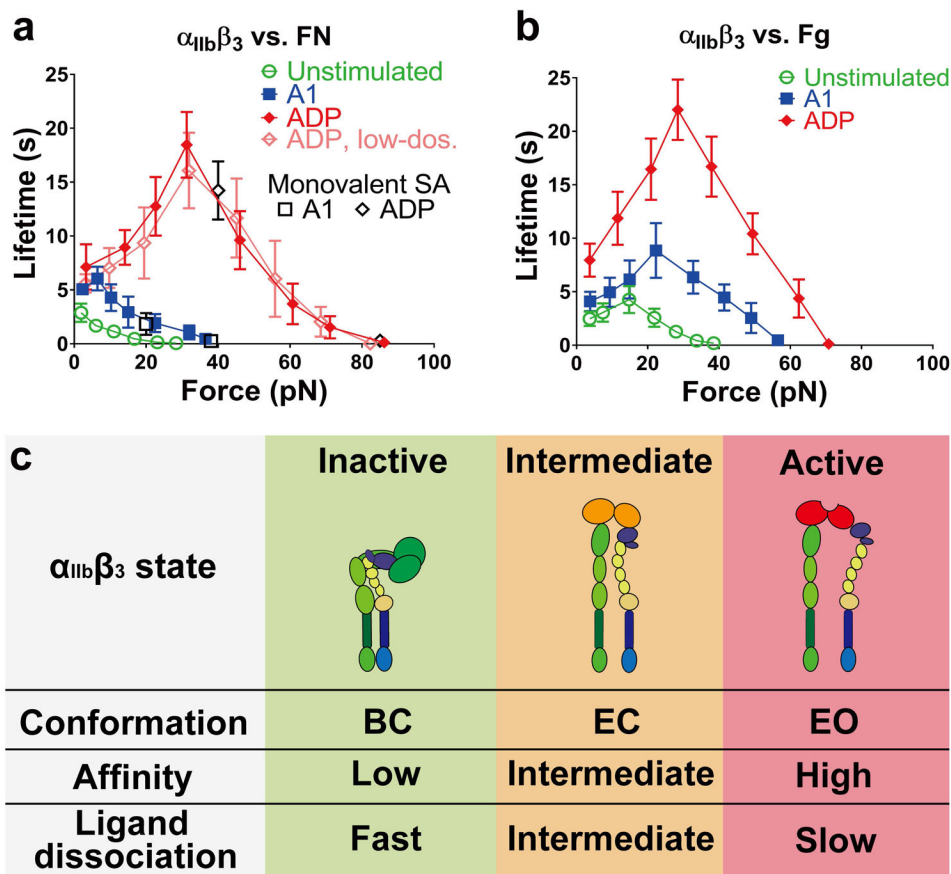 a
αIIbβ3 vs. FN
Unstimulated
A1
ADP
ADP, low-dos.
Monovalent SA
A1 ADP
Lifetime (s)
25
20
15
10
5
0
0 20 40 60 80 100
Force (pN)
b
αIIbβ3 vs. Fg
Unstimulated
A1
ADP
Lifetime (s)
25
20
15
10
5
0
0 20 40 60 80 100
Force (pN)
c
Inactive Intermediate Active
αIIbβ3 state
Conformation BC EC EO
Affinity Low Intermediate High
Ligand
dissociation Fast Intermediate Slow